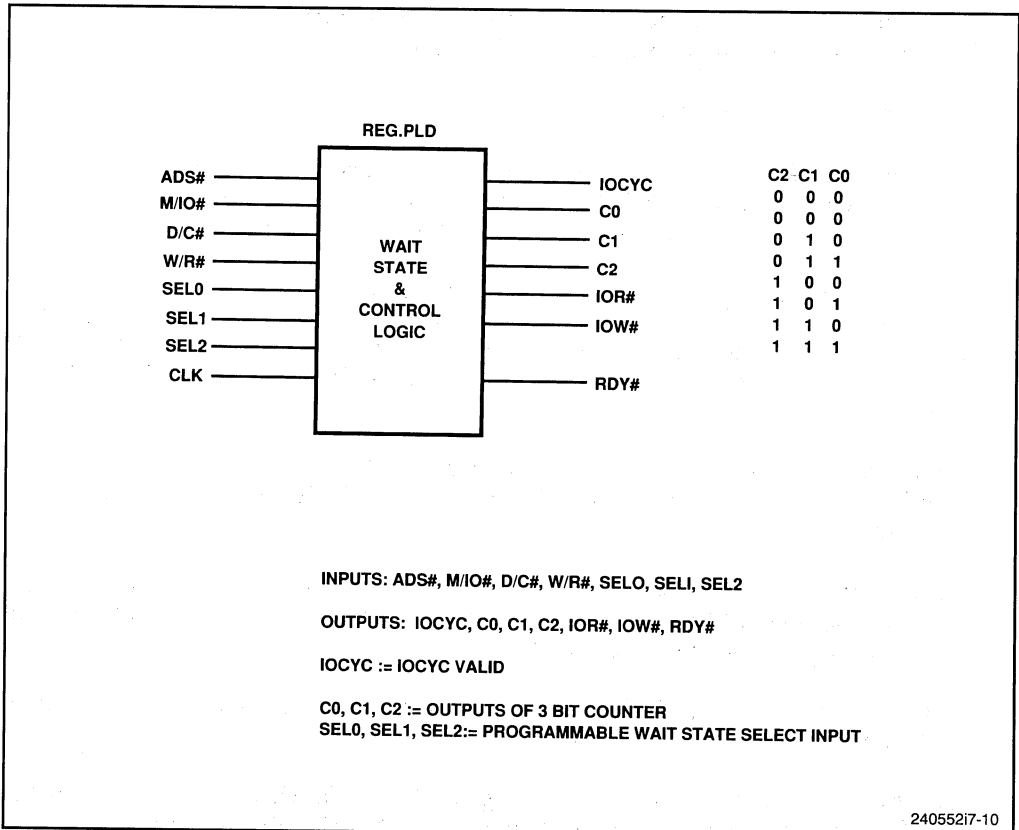 REG.PLD
ADS#
M/IO#
D/C#
W/R#
SEL0
SEL1
SEL2
CLK
WAIT
STATE
&
CONTROL
LOGIC
IOCYC
C0
C1
C2
IOR#
IOW#
RDY#
C2 C1 C0
0 0 0
0 0 0
0 1 0
0 1 1
1 0 0
1 0 1
1 1 0
1 1 1
INPUTS: ADS#, M/IO#, D/C#, W/R#, SELO, SELI, SEL2
OUTPUTS: IOCYC, C0, C1, C2, IOR#, IOW#, RDY#
IOCYC := IOCYC VALID
C0, C1, C2 := OUTPUTS OF 3 BIT COUNTER
SEL0, SEL1, SEL2:= PROGRAMMABLE WAIT STATE SELECT INPUT
240552i7-10